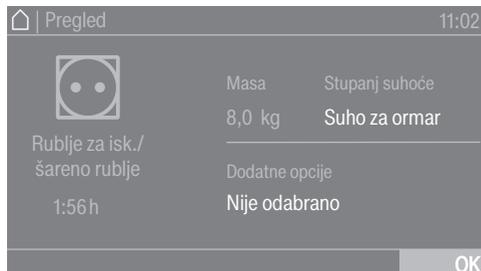 Pregled 11:02
Masa Stupanj suhoće
8,0 kg Suho za ormar
Rublje za isk./
šareno rublje
1:56 h
Dodatne opcije
Nije odabrano
OK